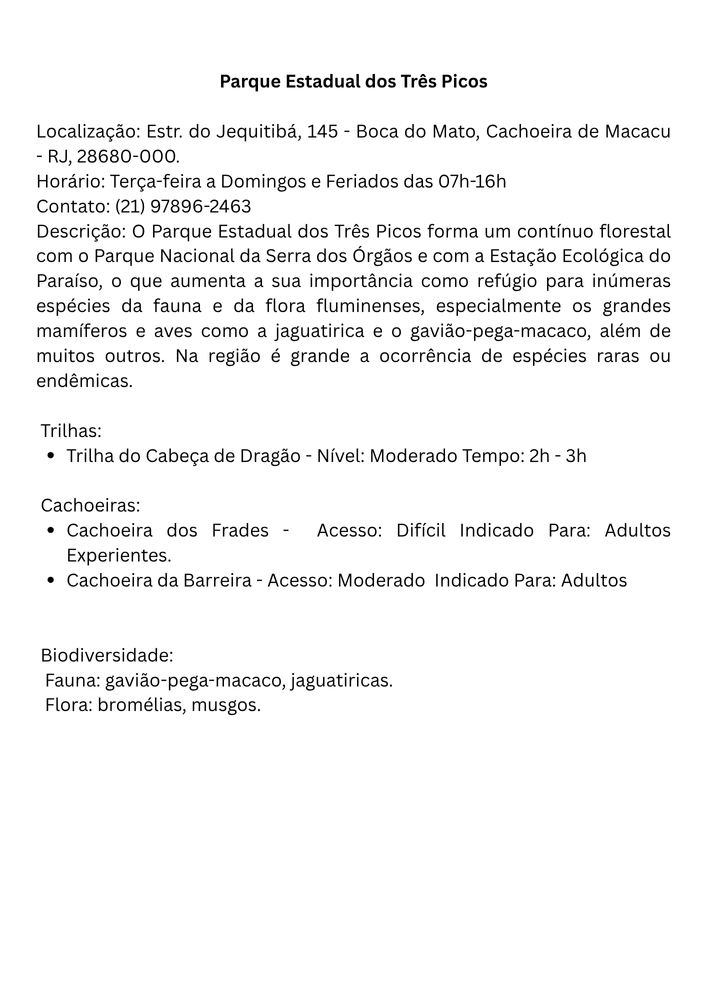 Parque Estadual dos Três Picos
Localização: Estr. do Jequitibá, 145 - Boca do Mato, Cachoeira de Macacu
- RJ, 28680-000.
Horário: Terça-feira a Domingos e Feriados das 07h-16h
Contato: (21) 97896-2463
Descrição: O Parque Estadual dos Três Picos forma um contínuo florestal
com o Parque Nacional da Serra dos Órgãos e com a Estação Ecológica do
Paraíso, o que aumenta a sua importância como refúgio para inúmeras
espécies da fauna e da flora fluminenses, especialmente os grandes
mamíferos e aves como a jaguatirica e o gavião-pega-macaco, além de
muitos outros. Na região é grande a ocorrência de espécies raras ou
endêmicas.
Trilhas:
• Trilha do Cabeça de Dragão - Nível: Moderado Tempo: 2h - 3h
Cachoeiras:
• Cachoeira dos Frades - Acesso: Difícil Indicado Para: Adultos
Experientes.
• Cachoeira da Barreira - Acesso: Moderado Indicado Para: Adultos
Biodiversidade:
Fauna: gavião-pega-macaco, jaguatiricas.
Flora: bromélias, musgos.